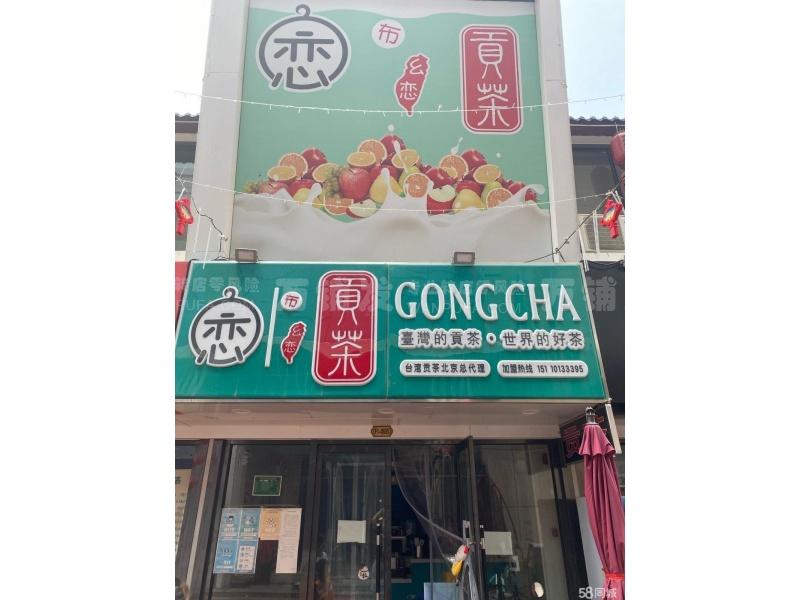 恋
布
幺恋
貢茶
恋
布
幺恋
貢茶
GONG CHA
臺灣的貢茶·世界的好茶
台湾贡茶北京总代理
加盟热线 151 10133395
58同城